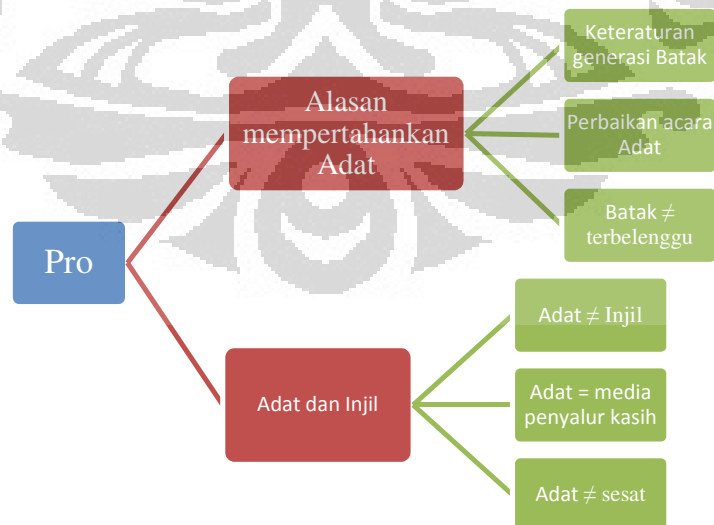 Pro
Alasan
mempertahankan
Adat
Keteraturan
generasi Batak
Perbaikan acara
Adat
Batak ≠
terbelenggu
Adat dan Injil
Adat ≠ Injil
Adat = media
penyalur kasih
Adat ≠ sesat